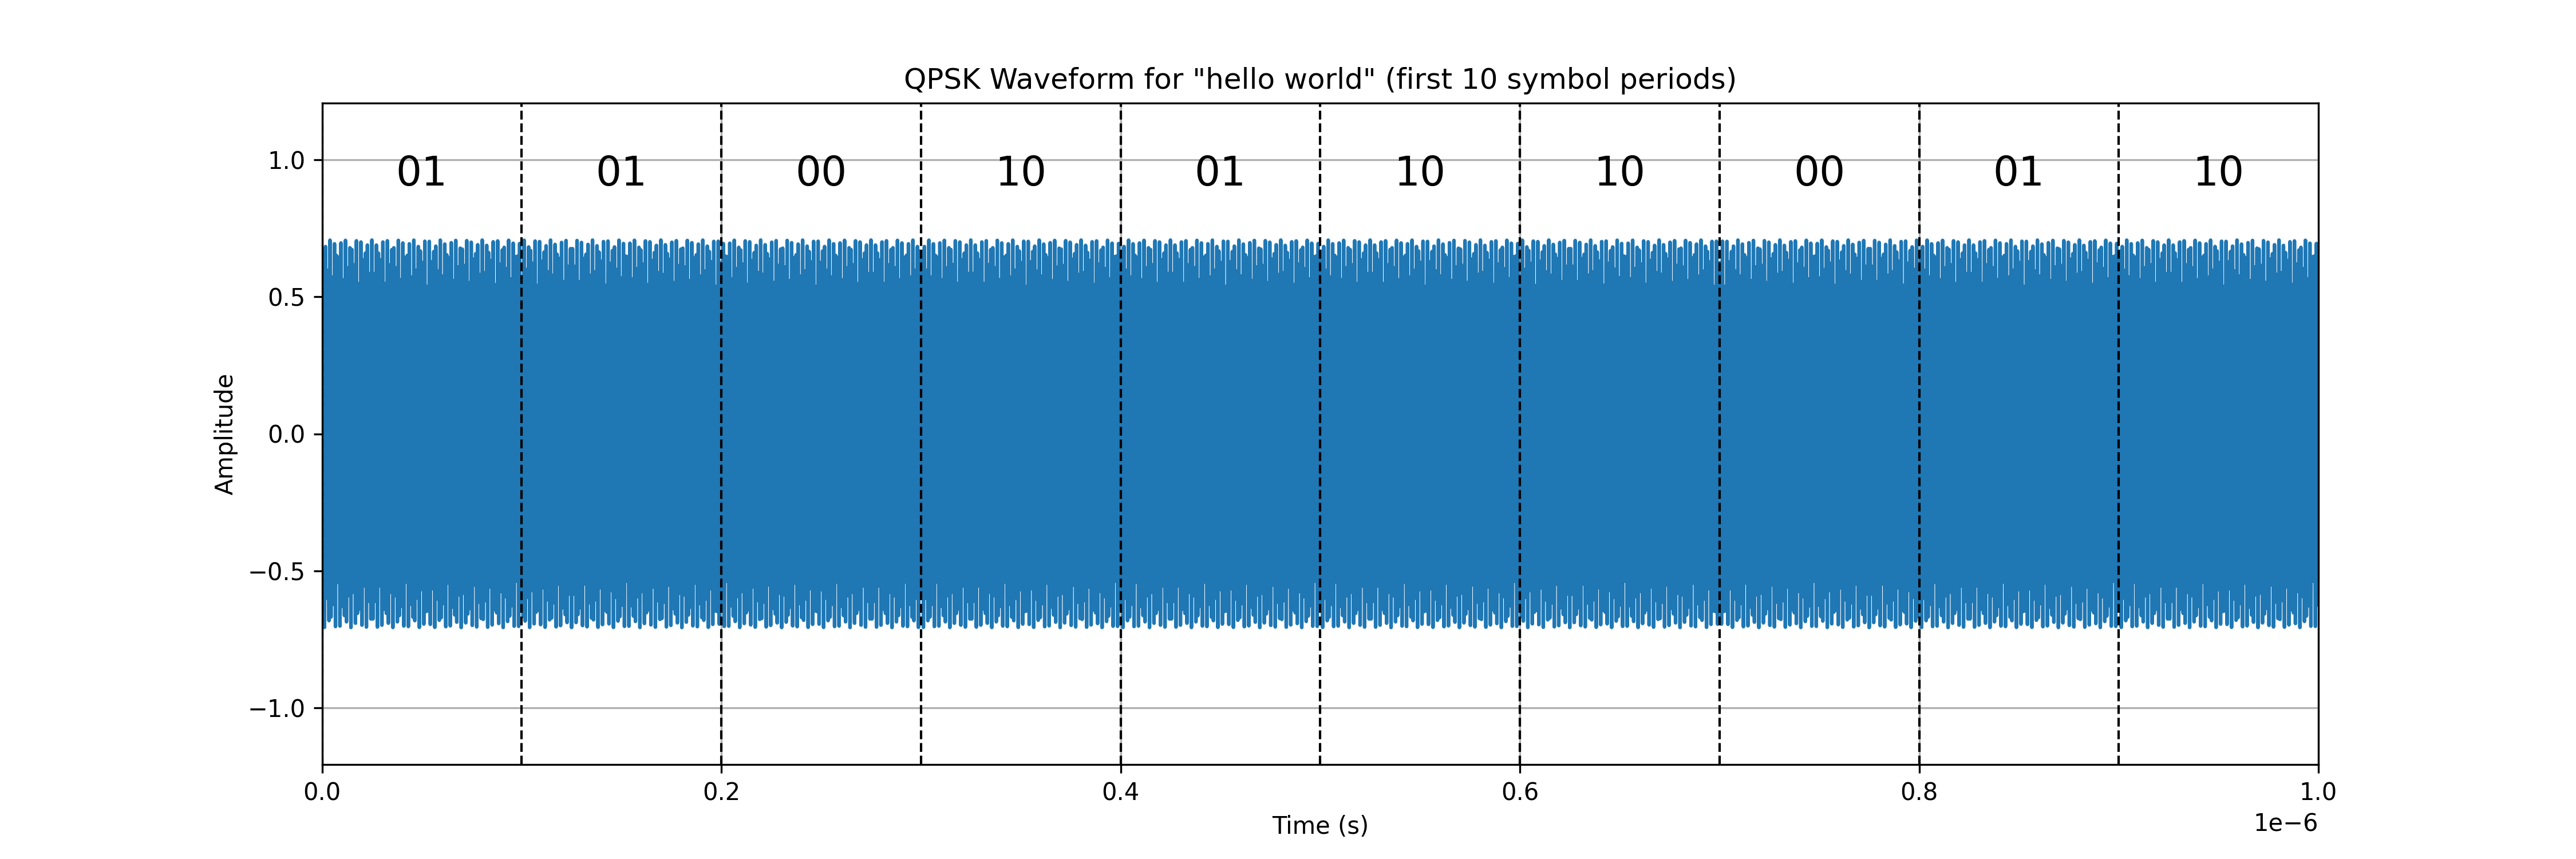 QPSK Waveform for "hello world" (first 10 symbol periods)
01 01 00 10 01 10 10 00 01 10
1.0
0.5
0.0
−0.5
−1.0
Amplitude
0.0 0.2 0.4 0.6 0.8 1.0
Time (s)
1e−6